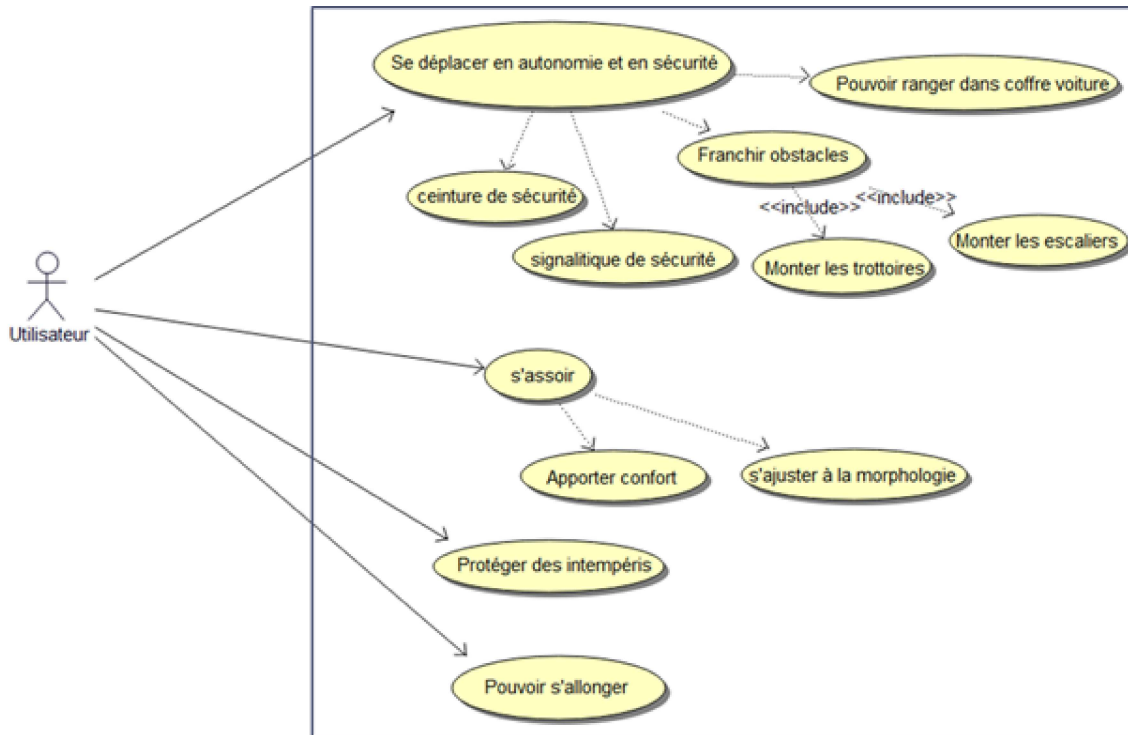 Se déplacer en autonomie et en sécurité
Pouvoir ranger dans coffre voiture
Franchir obstacles
ceinture de sécurité
<<include>>
<<include>>
signalitique de sécurité
Monter les trottoires
Monter les escaliers
Utilisateur
s'assoir
Apporter confort
s'ajuster à la morphologie
Protéger des intempéris
Pouvoir s'allonger